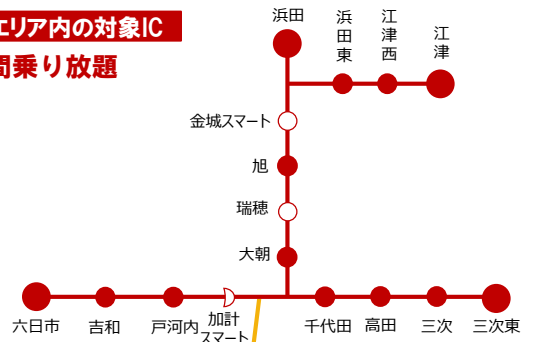 エリア内の対象IC
間乗り放題
浜田
浜田東
江津西
江津
金城スマート
旭
瑞穂
大朝
六日市
吉和
戸河内
加計
スマート
千代田
高田
三次
三次東